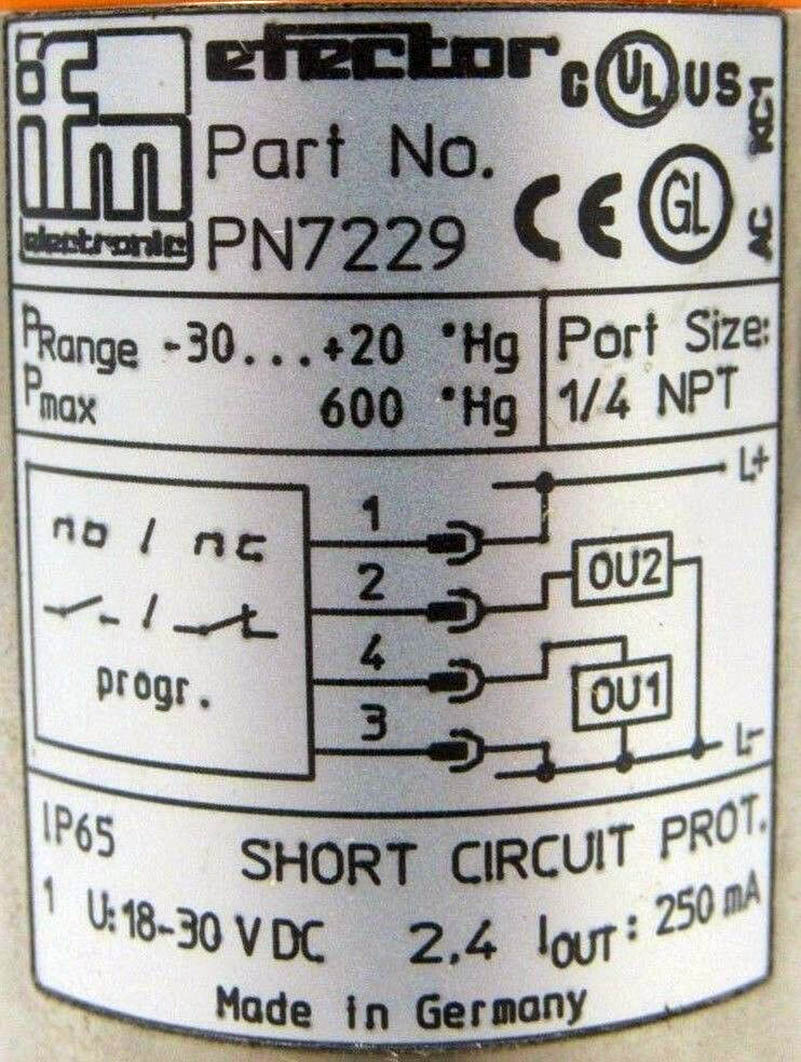 ifm electronic
efector
C UL US
Part No.
PN7229
CE GL
AC KC1
PRange -30...+20 "Hg
Pmax 600 "Hg
Port Size:
1/4 NPT
no / nc
progr.
1
2
4
3
L+
OU2
OU1
L-
IP65 SHORT CIRCUIT PROT.
1 U: 18-30 V DC 2,4 IOUT: 250 mA
Made in Germany